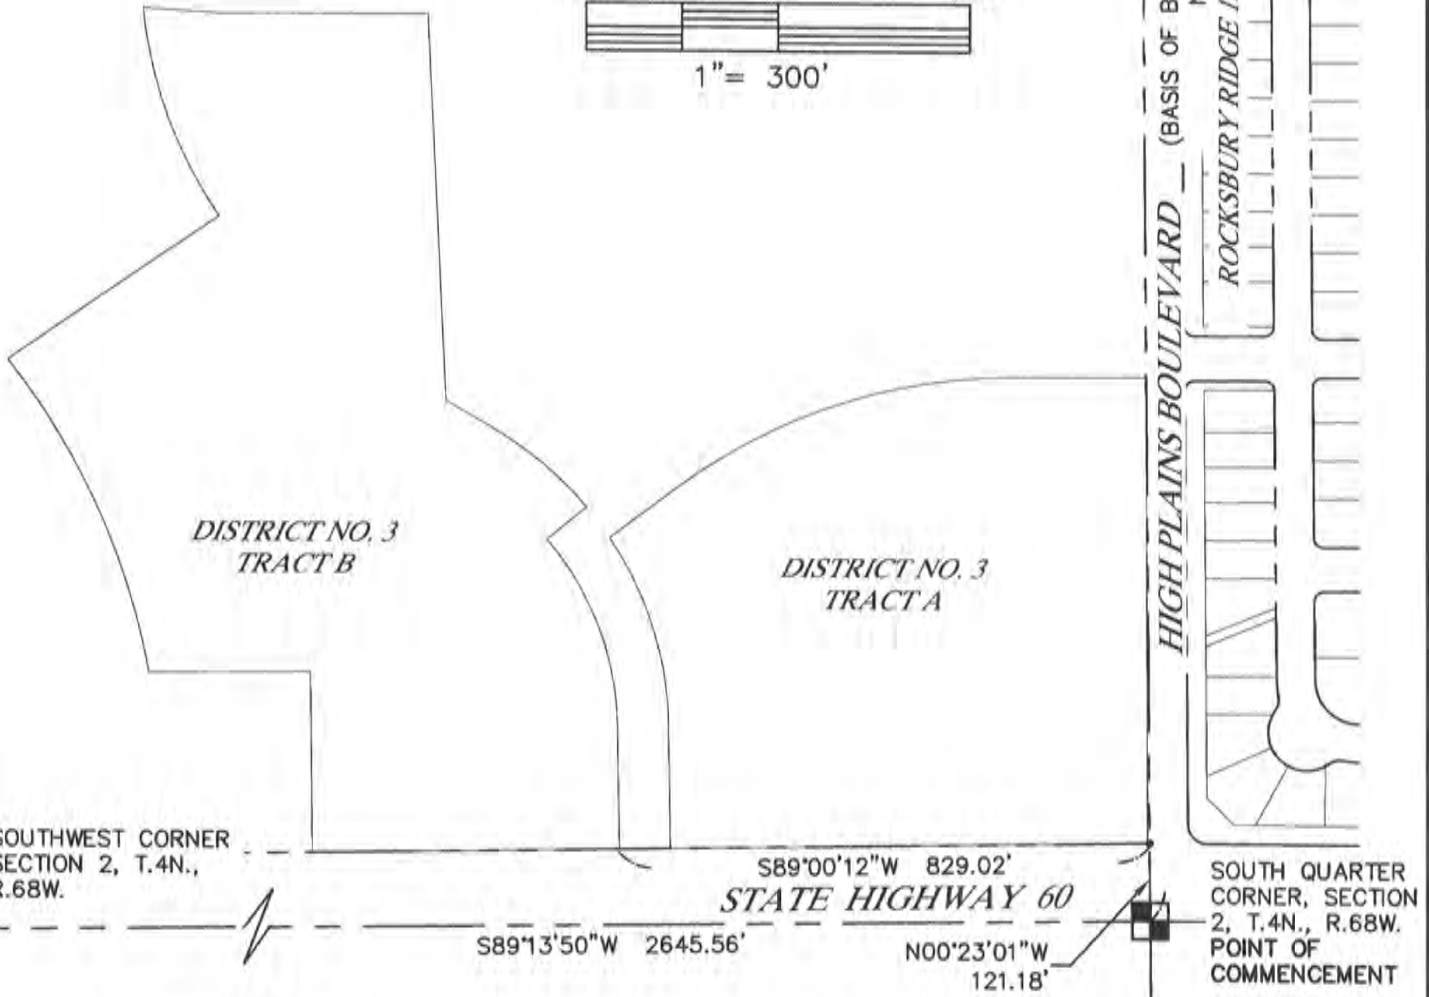 1"= 300'
(BASIS OF B
ROCKSBURY RIDGE
HIGH PLAINS BOULEVARD
DISTRICT NO. 3
TRACT B
DISTRICT NO. 3
TRACT A
SOUTHWEST CORNER
SECTION 2, T.4N.,
R.68W.
S89°00'12"W 829.02'
STATE HIGHWAY 60
S89°13'50"W 2645.56'
N00°23'01"W
121.18'
SOUTH QUARTER
CORNER, SECTION
2, T.4N., R.68W.
POINT OF
COMMENCEMENT